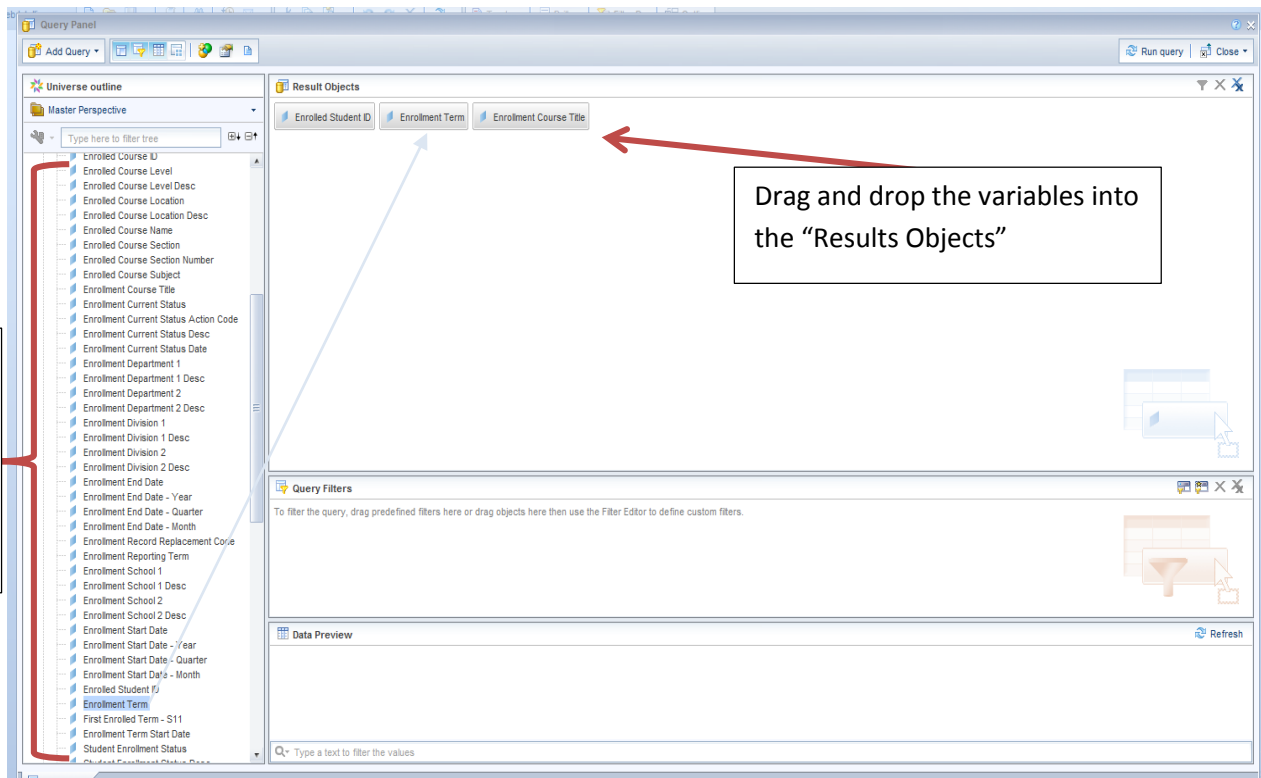 Query Panel
Add Query
Run query
Close
Universe outline
Master Perspective
Type here to filter tree
Enrolled Course ID
Enrolled Course Level
Enrolled Course Level Desc
Enrolled Course Location
Enrolled Course Location Desc
Enrolled Course Name
Enrolled Course Section
Enrolled Course Section Number
Enrolled Course Subject
Enrollment Course Title
Enrollment Current Status
Enrollment Current Status Action Code
Enrollment Current Status Desc
Enrollment Current Status Date
Enrollment Department 1
Enrollment Department 1 Desc
Enrollment Department 2
Enrollment Department 2 Desc
Enrollment Division 1
Enrollment Division 1 Desc
Enrollment Division 2
Enrollment Division 2 Desc
Enrollment End Date
Enrollment End Date - Year
Enrollment End Date - Quarter
Enrollment End Date - Month
Enrollment Record Replacement Code
Enrollment Reporting Term
Enrollment School 1
Enrollment School 1 Desc
Enrollment School 2
Enrollment School 2 Desc
Enrollment Start Date
Enrollment Start Date - Year
Enrollment Start Date - Quarter
Enrollment Start Date - Month
Enrolled Student ID
Enrollment Term
First Enrolled Term - S11
Enrollment Term Start Date
Student Enrollment Status
Student Enrollment Status Desc
Result Objects
Enrolled Student ID
Enrollment Term
Enrollment Course Title
Drag and drop the variables into
the “Results Objects”
Query Filters
To filter the query, drag predefined filters here or drag objects here then use the Filter Editor to define custom filters.
Data Preview
Refresh
Type a text to filter the values